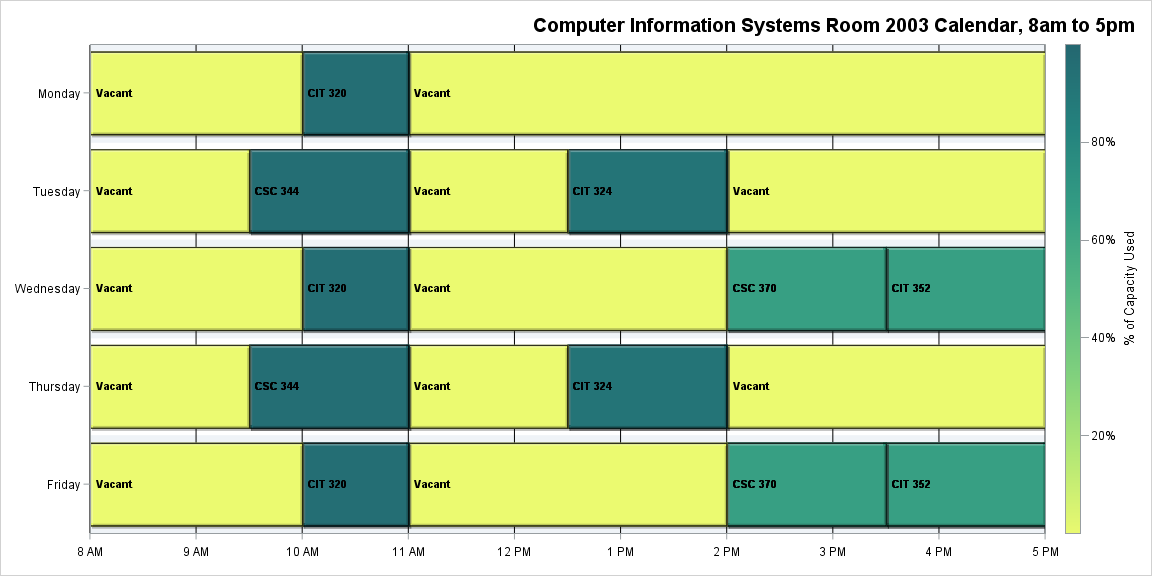 Computer Information Systems Room 2003 Calendar, 8am to 5pm
Monday
Vacant
CIT 320
Vacant
Tuesday
Vacant
CSC 344
Vacant
CIT 324
Vacant
Wednesday
Vacant
CIT 320
Vacant
CSC 370
CIT 352
Thursday
Vacant
CSC 344
Vacant
CIT 324
Vacant
Friday
Vacant
CIT 320
Vacant
CSC 370
CIT 352
8 AM
9 AM
10 AM
11 AM
12 PM
1 PM
2 PM
3 PM
4 PM
5 PM
80%
60%
40%
20%
% of Capacity Used